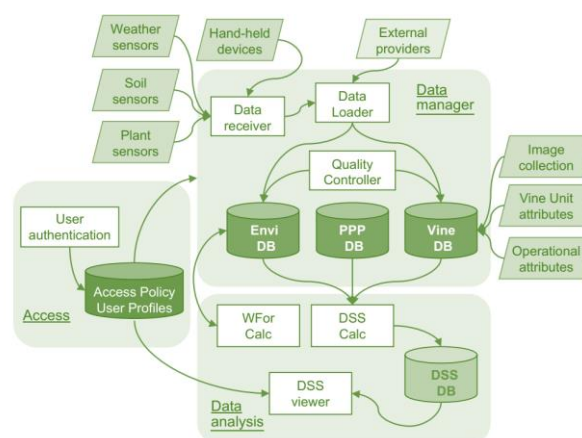 Weather
sensors
Hand-held
devices
External
providers
Soil
sensors
Plant
sensors
Data
receiver
Data
Loader
Data
manager
Quality
Controller
Image
collection
Vine Unit
attributes
Operational
attributes
User
authentication
Envi
DB
PPP
DB
Vine
DB
Access Policy
User Profiles
Access
WFor
Calc
DSS
Calc
DSS
viewer
DSS
DB
Data
analysis